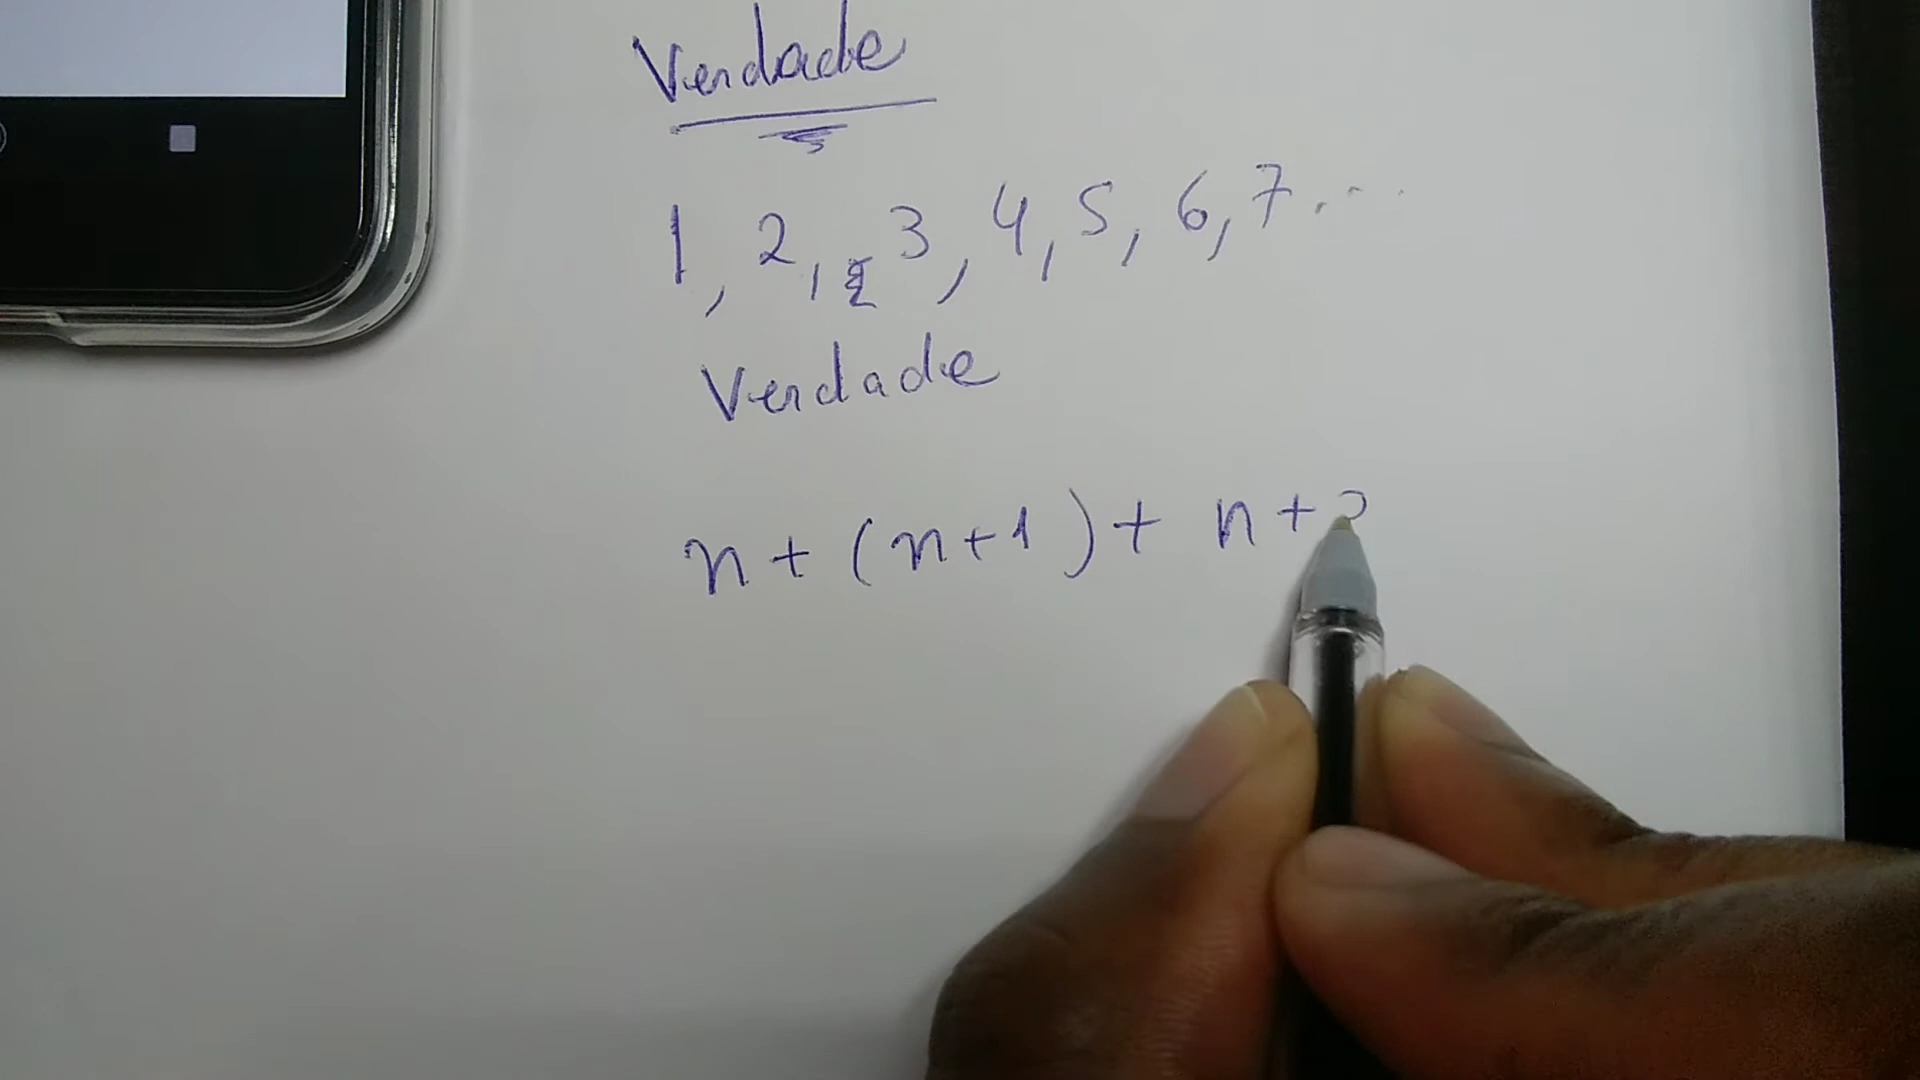 Verdade
1, 2, 3, 4, 5, 6, 7. ...
Verdade
n + (n+1) + n +